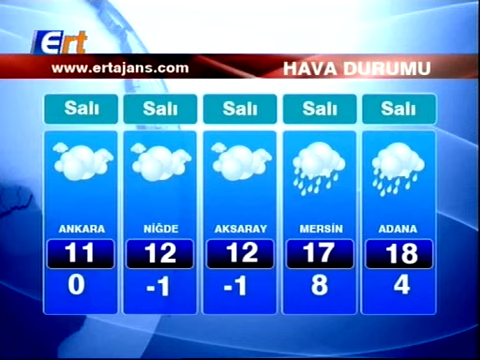 Ert
www.ertajans.com
HAVA DURUMU
Salı Salı Salı Salı Salı
ANKARA NİĞDE AKSARAY MERSİN ADANA
11 12 12 17 18
0 -1 -1 8 4